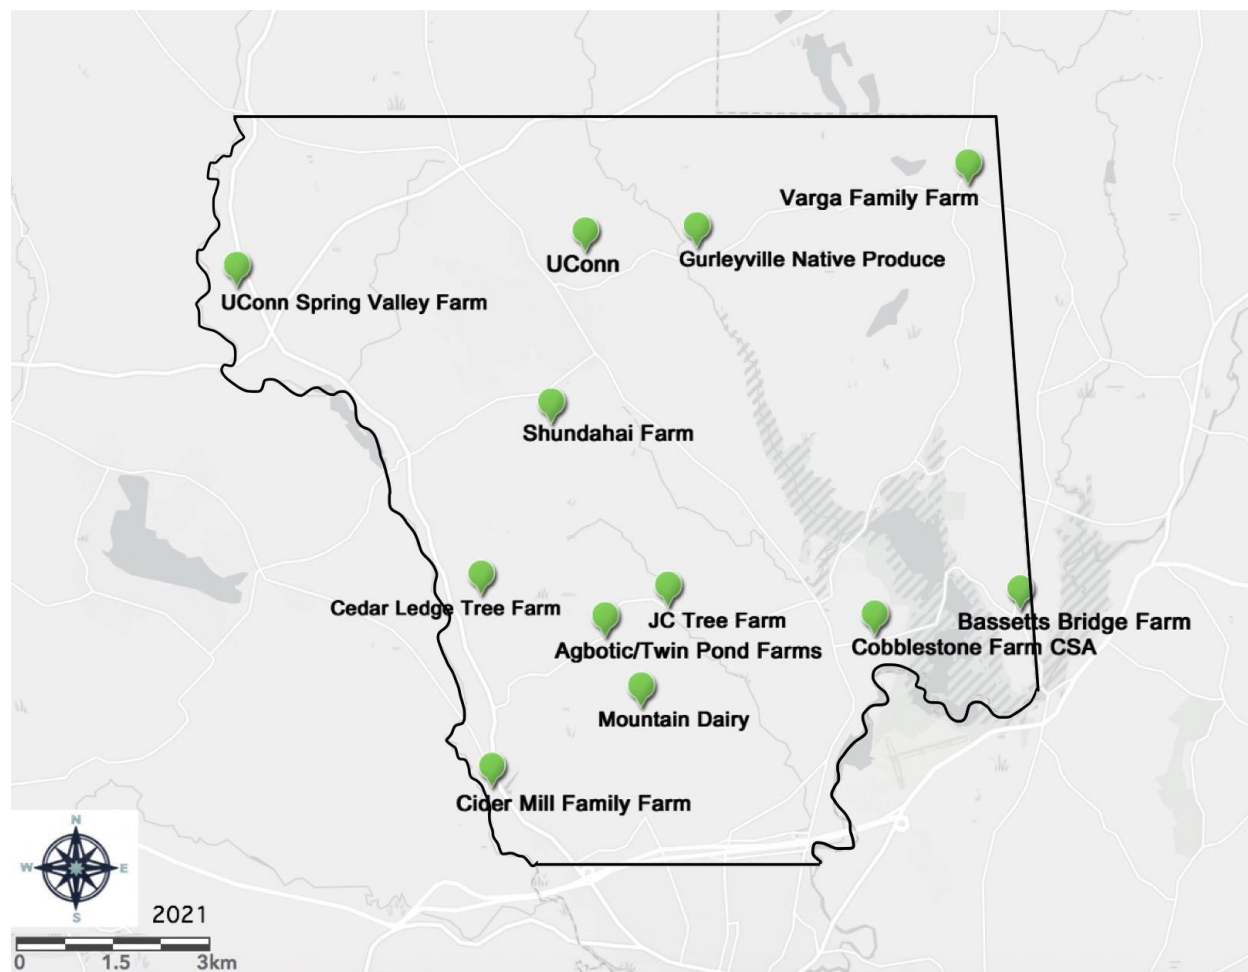 Varga Family Farm
UConn
Gurleyville Native Produce
UConn Spring Valley Farm
Shundahai Farm
Cedar Ledge Tree Farm
JC Tree Farm
Bassetts Bridge Farm
Agbotic/Twin Pond Farms
Cobblestone Farm CSA
Mountain Dairy
Cider Mill Family Farm
N
W E
S
2021
0 1.5 3km